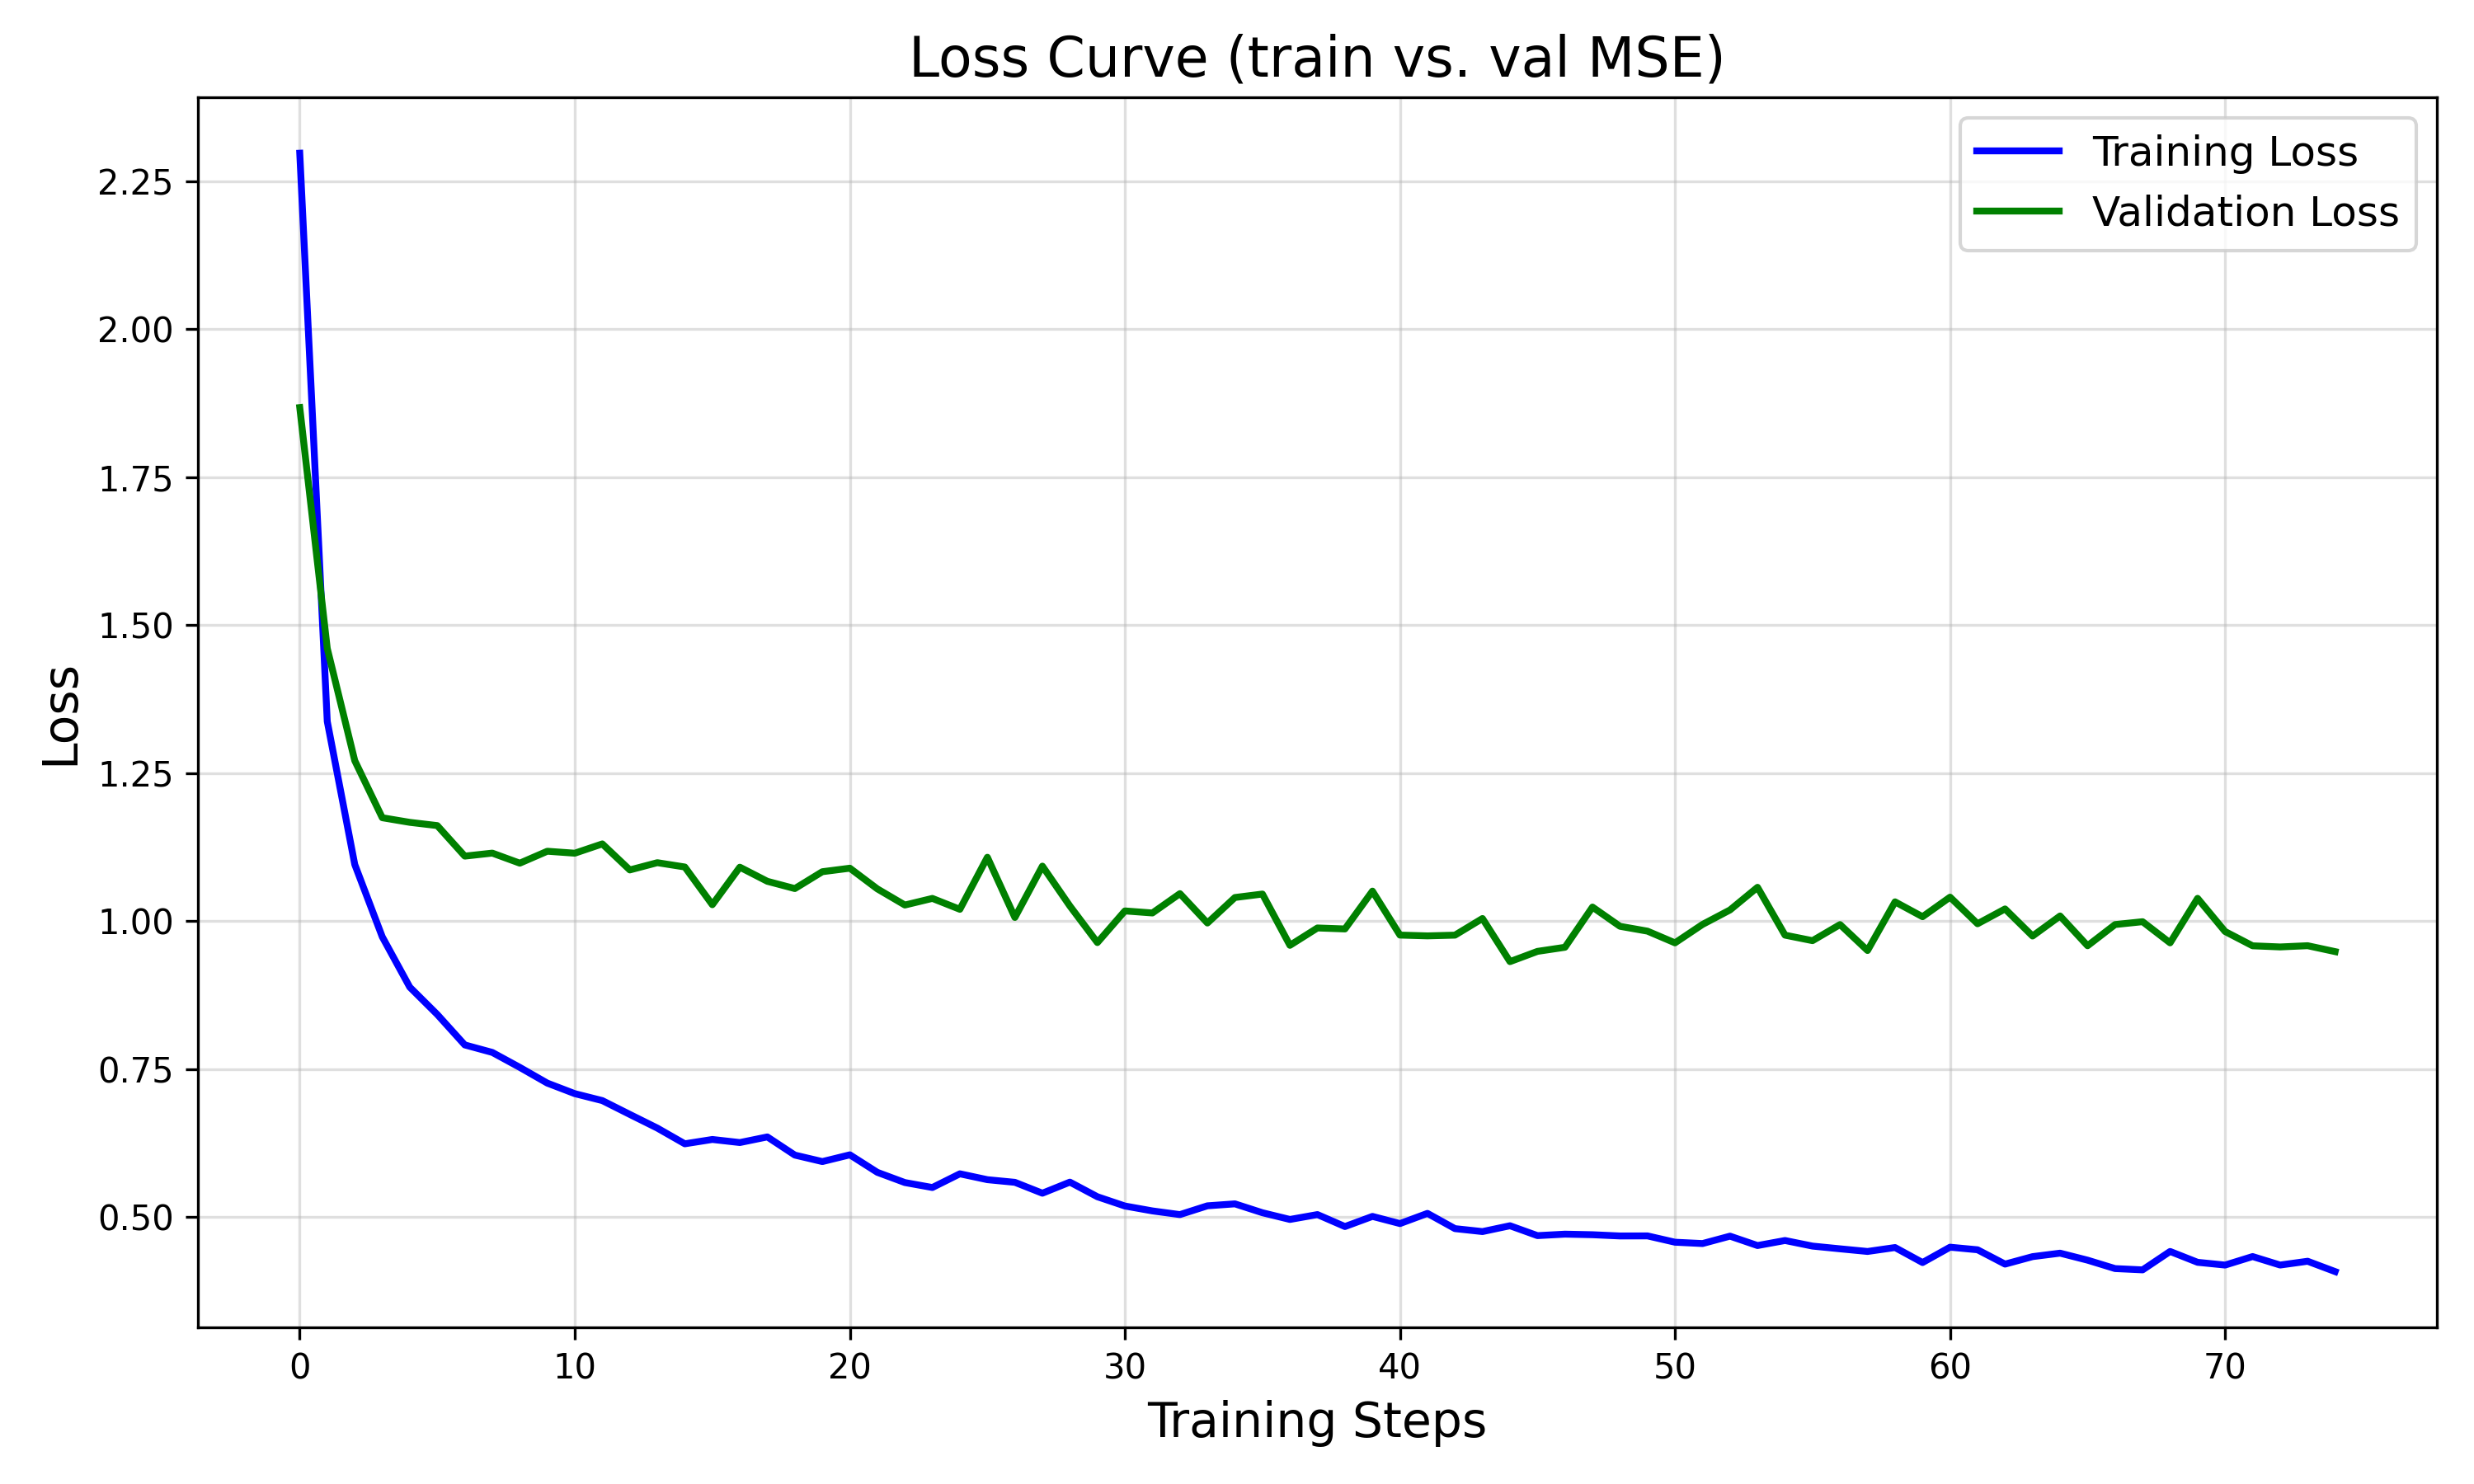 Loss Curve (train vs. val MSE)
Training Loss
Validation Loss
2.25
2.00
1.75
1.50
1.25
1.00
0.75
0.50
Loss
0 10 20 30 40 50 60 70
Training Steps